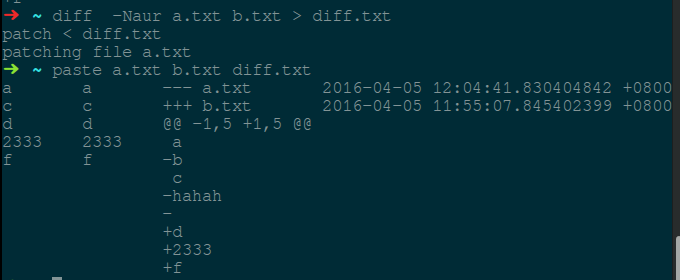 ➜ ~ diff -Naur a.txt b.txt > diff.txt
patch < diff.txt
patching file a.txt
➜ ~ paste a.txt b.txt diff.txt
a a --- a.txt 2016-04-05 12:04:41.830404842 +0800
c c +++ b.txt 2016-04-05 11:55:07.845402399 +0800
d d @@ -1,5 +1,5 @@
2333 2333 a
f f -b
c
-hahah
-
+d
+2333
+f